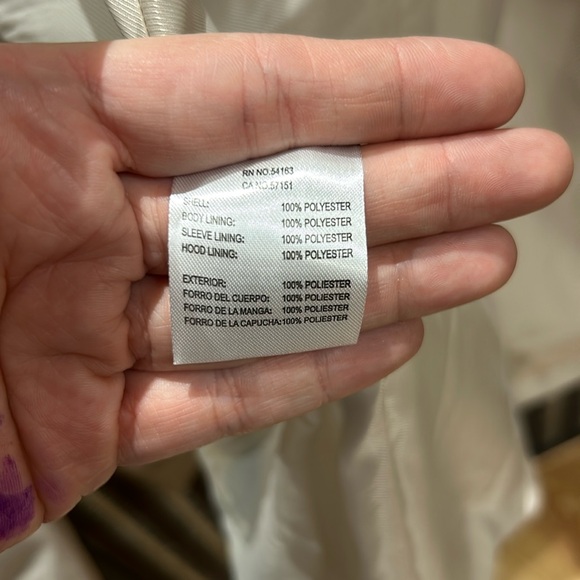 RN NO.54163
CA NO.57151
SHELL: 100% POLYESTER
BODY LINING: 100% POLYESTER
SLEEVE LINING: 100% POLYESTER
HOOD LINING: 100% POLYESTER
EXTERIOR: 100% POLIESTER
FORRO DEL CUERPO: 100% POLIESTER
FORRO DE LA MANGA: 100% POLIESTER
FORRO DE LA CAPUCHA:100% POLIESTER